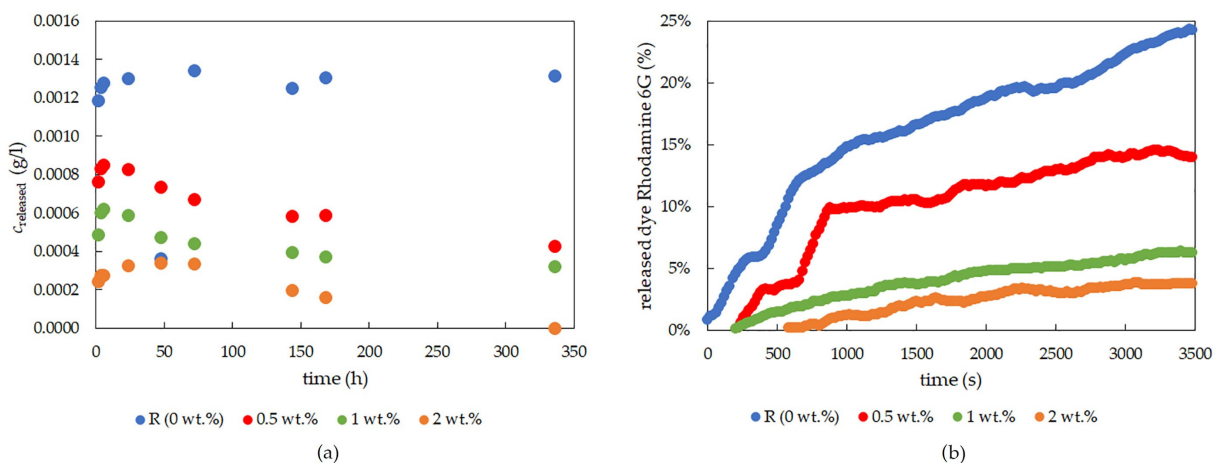 (a)
0.0016
0.0014
0.0012
0.0010
0.0008
0.0006
0.0004
0.0002
0.0000
c released (g/l)
0 50 100 150 200 250 300 350
time (h)
R (0 wt.%) 0.5 wt.% 1 wt.% 2 wt.%
(a)
25%
20%
15%
10%
5%
0%
released dye Rhodamine 6G (%)
0 500 1000 1500 2000 2500 3000 3500
time (s)
R (0 wt.%) 0.5 wt.% 1 wt.% 2 wt.%
(b)